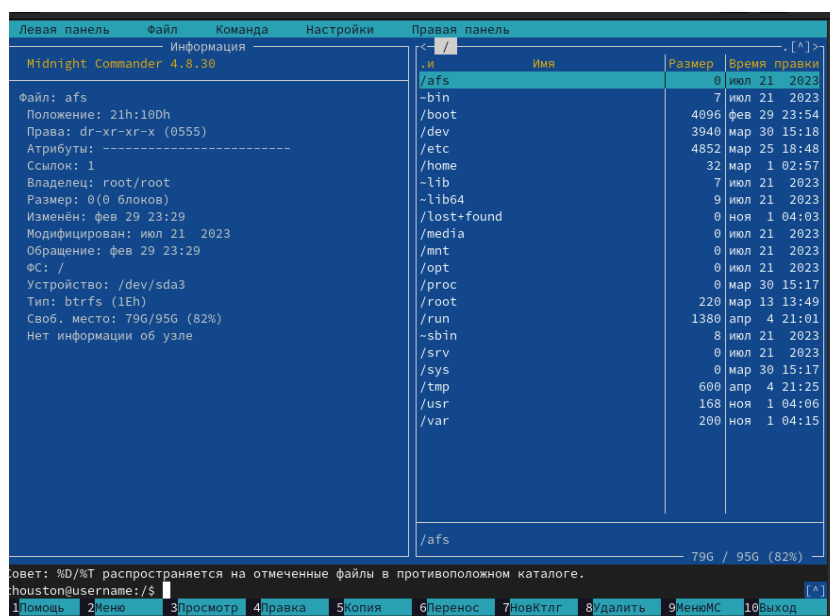 Левая панель Файл Команда Настройки Правая панель
Информация
Midnight Commander 4.8.30
Файл: afs
Положение: 21h:10Dh
Права: dr-xr-xr-x (0555)
Атрибуты: -------------------------
Ссылок: 1
Владелец: root/root
Размер: 0(0 блоков)
Изменён: фев 29 23:29
Модифицирован: июл 21 2023
Обращение: фев 29 23:29
ФС: /
Устройство: /dev/sda3
Тип: btrfs (1Eh)
Своб. место: 79G/95G (82%)
Нет информации об узле
<─ / .[^]>
.и Имя Размер Время правки
/afs 0 июл 21 2023
~bin 7 июл 21 2023
/boot 4096 фев 29 23:54
/dev 3940 мар 30 15:18
/etc 4852 мар 25 18:48
/home 32 мар 1 02:57
~lib 7 июл 21 2023
~lib64 9 июл 21 2023
/lost+found 0 ноя 1 04:03
/media 0 июл 21 2023
/mnt 0 июл 21 2023
/opt 0 июл 21 2023
/proc 0 мар 30 15:17
/root 220 мар 13 13:49
/run 1380 апр 4 21:01
~sbin 8 июл 21 2023
/srv 0 июл 21 2023
/sys 0 мар 30 15:17
/tmp 600 апр 4 21:25
/usr 168 ноя 1 04:06
/var 200 ноя 1 04:15
/afs
79G / 95G (82%)
Совет: %D/%T распространяется на отмеченные файлы в противоположном каталоге.
houston@username:/$ [^]
1Помощь 2Меню 3Просмотр 4Правка 5Копия 6Перенос 7НовКтлг 8Удалить 9МенюМС 10Выход